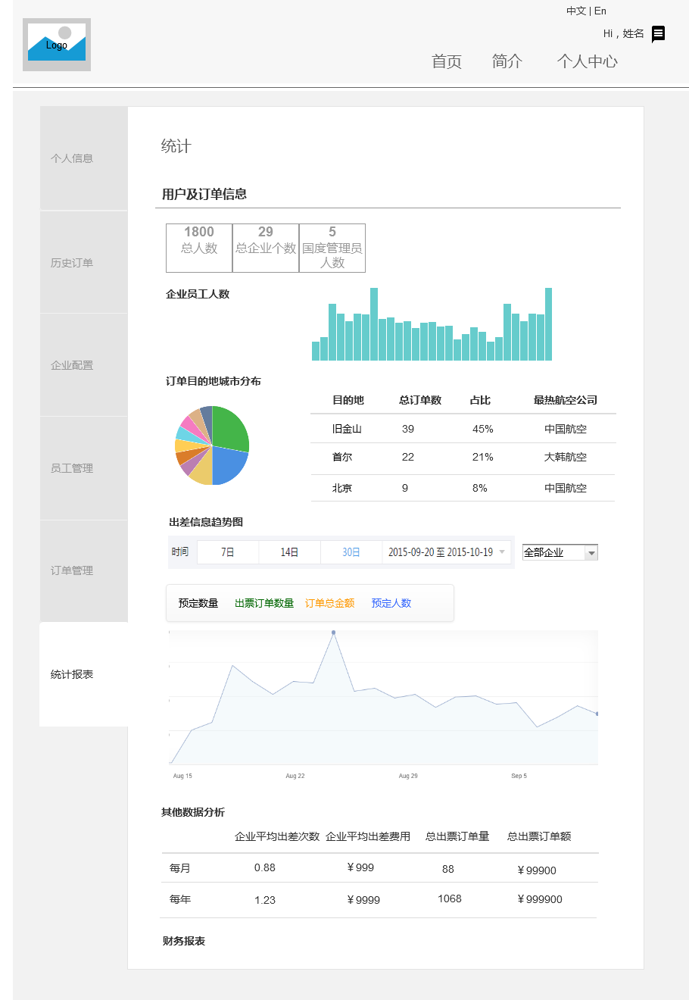 中文 | En
Logo
Hi，姓名
首页 简介 个人中心
个人信息
历史订单
企业配置
员工管理
订单管理
统计报表
统计
用户及订单信息
1800 29 5
总人数 总企业个数 国度管理员
人数
企业员工人数
订单目的地城市分布
目的地 总订单数 占比 最热航空公司
旧金山 39 45% 中国航空
首尔 22 21% 大韩航空
北京 9 8% 中国航空
出差信息趋势图
时间 7日 14日 30日 2015-09-20 至 2015-10-19 全部企业
预定数量 出票订单数量 订单总金额 预定人数
Aug 15 Aug 22 Aug 29 Sep 5
其他数据分析
企业平均出差次数 企业平均出差费用 总出票订单量 总出票订单额
每月 0.88 ￥999 88 ￥99900
每年 1.23 ￥9999 1068 ￥999900
财务报表